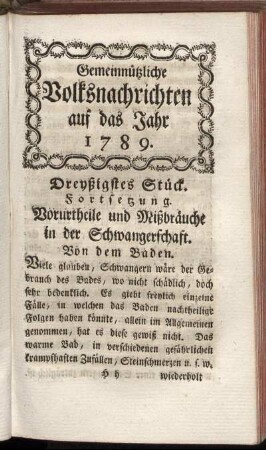 Gemeinnützliche
Volksnachrichten
auf das Jahr
1789.
Dreyßigstes Stück.
Fortsetzung
Vorurtheile und Mißbräuche
in der Schwangerschaft.
Von dem Baden.
Viele glauben, Schwangern wäre der Ge-
brauch des Bades, wo nicht schädlich, doch
sehr bedenklich. Es giebt freylich einzelne
Fälle, in welchen das Baden nachtheilige
Folgen haben könnte, allein im Allgemeinen
genommen, hat es diese gewiß nicht. Das
warme Bad, in verschiedenen gefährlichen
krampfhaften Zufällen, Steinschmerzen u. s. w.
H h wiederholt